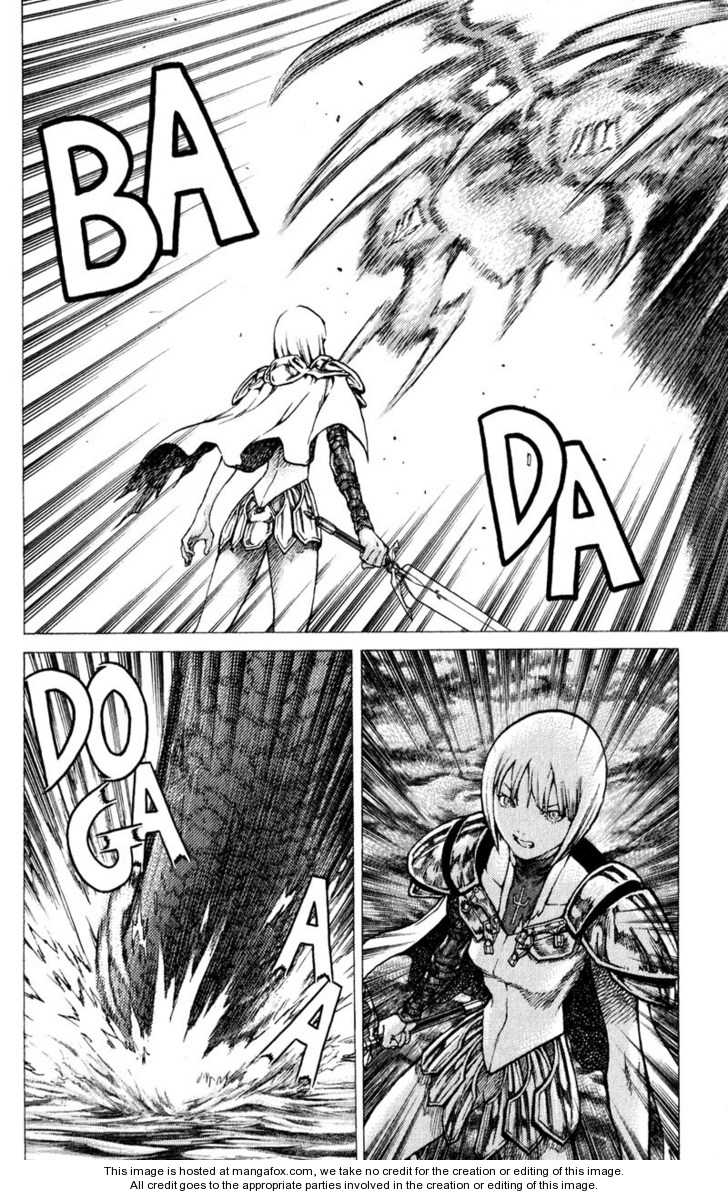 BA
DA
DO
GA
A
A
This image is hosted at mangafox.com, we take no credit for the creation or editing of this image.
All credit goes to the appropriate parties involved in the creation or editing of this image.